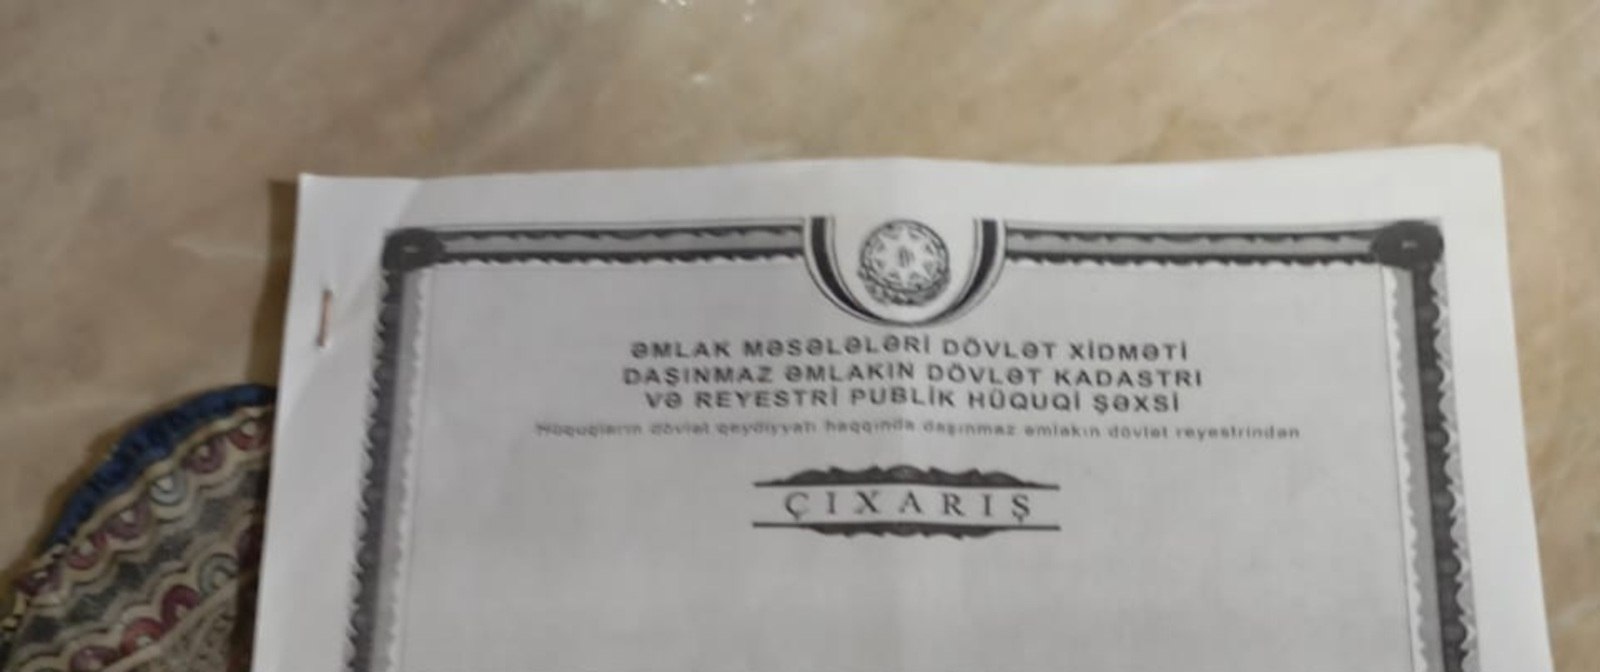 ƏMLAK MƏSƏLƏLƏRİ DÖVLƏT XİDMƏTİ
DAŞINMAZ ƏMLAKIN DÖVLƏT KADASTRI
VƏ REYESTRİ PUBLİK HÜQUQİ ŞƏXSİ
Hüquqların dövlət qeydiyyatı haqqında daşınmaz əmlakın dövlət reyestrindən
ÇIXARIŞ